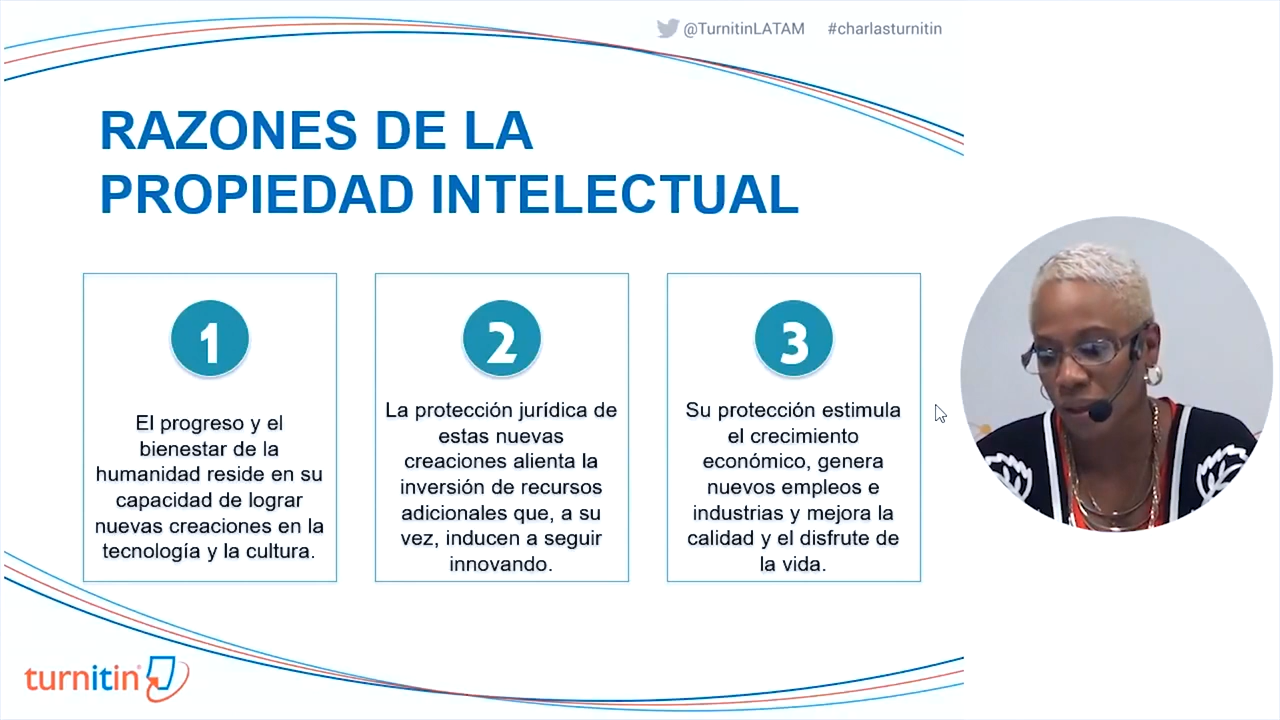 @TurnitinLATAM #charlasturnitin
RAZONES DE LA
PROPIEDAD INTELECTUAL
1
El progreso y el
bienestar de la
humanidad reside en su
capacidad de lograr
nuevas creaciones en la
tecnología y la cultura.
2
La protección jurídica de
estas nuevas
creaciones alienta la
inversión de recursos
adicionales que, a su
vez, inducen a seguir
innovando.
3
Su protección estimula
el crecimiento
económico, genera
nuevos empleos e
industrias y mejora la
calidad y el disfrute de
la vida.
turnitin